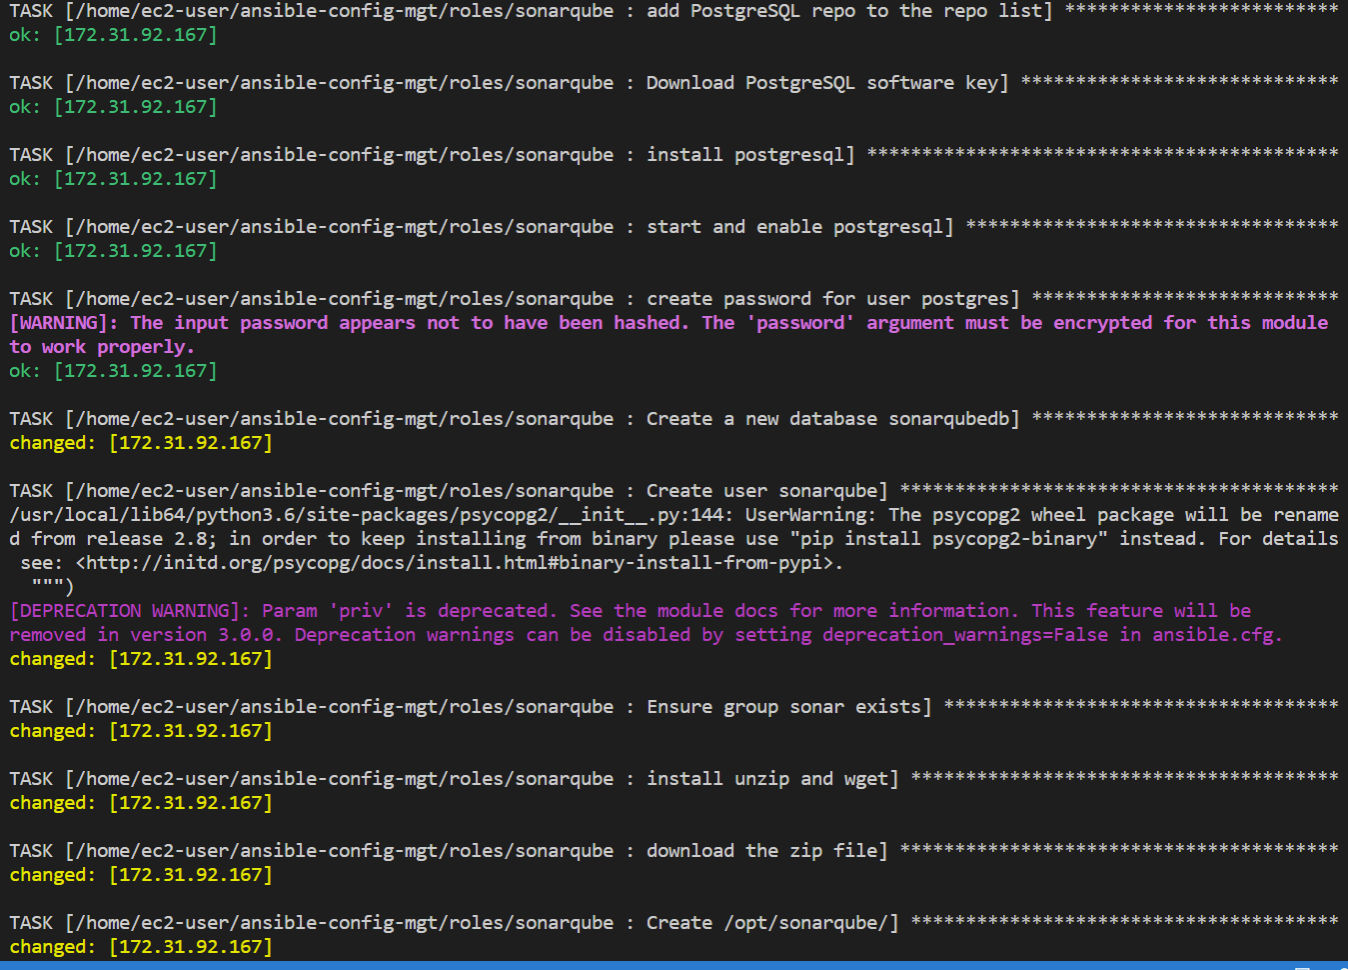 TASK [/home/ec2-user/ansible-config-mgt/roles/sonarqube : add PostgreSQL repo to the repo list] *************************
ok: [172.31.92.167]
TASK [/home/ec2-user/ansible-config-mgt/roles/sonarqube : Download PostgreSQL software key] *****************************
ok: [172.31.92.167]
TASK [/home/ec2-user/ansible-config-mgt/roles/sonarqube : install postgresql] *******************************************
ok: [172.31.92.167]
TASK [/home/ec2-user/ansible-config-mgt/roles/sonarqube : start and enable postgresql] **********************************
ok: [172.31.92.167]
TASK [/home/ec2-user/ansible-config-mgt/roles/sonarqube : create password for user postgres] ****************************
[WARNING]: The input password appears not to have been hashed. The 'password' argument must be encrypted for this module
to work properly.
ok: [172.31.92.167]
TASK [/home/ec2-user/ansible-config-mgt/roles/sonarqube : Create a new database sonarqubedb] ****************************
changed: [172.31.92.167]
TASK [/home/ec2-user/ansible-config-mgt/roles/sonarqube : Create user sonarqube] ****************************************
/usr/local/lib64/python3.6/site-packages/psycopg2/__init__.py:144: UserWarning: The psycopg2 wheel package will be rename
d from release 2.8; in order to keep installing from binary please use "pip install psycopg2-binary" instead. For details
 see: <http://initd.org/psycopg/docs/install.html#binary-install-from-pypi>.
  """)
[DEPRECATION WARNING]: Param 'priv' is deprecated. See the module docs for more information. This feature will be
removed in version 3.0.0. Deprecation warnings can be disabled by setting deprecation_warnings=False in ansible.cfg.
changed: [172.31.92.167]
TASK [/home/ec2-user/ansible-config-mgt/roles/sonarqube : Ensure group sonar exists] ************************************
changed: [172.31.92.167]
TASK [/home/ec2-user/ansible-config-mgt/roles/sonarqube : install unzip and wget] ***************************************
changed: [172.31.92.167]
TASK [/home/ec2-user/ansible-config-mgt/roles/sonarqube : download the zip file] ****************************************
changed: [172.31.92.167]
TASK [/home/ec2-user/ansible-config-mgt/roles/sonarqube : Create /opt/sonarqube/] ***************************************
changed: [172.31.92.167]